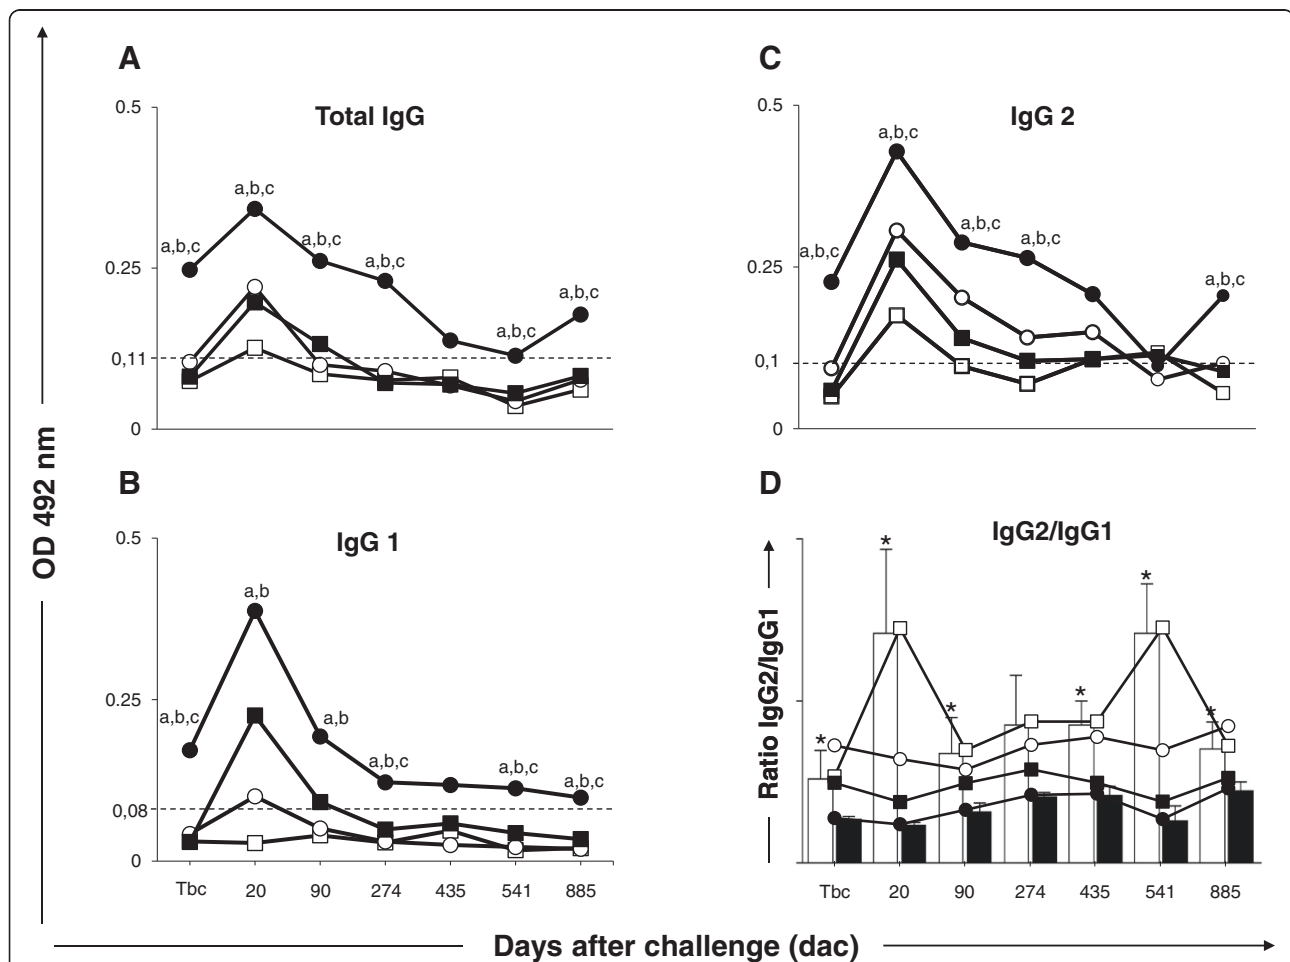 A
Total IgG
0.5
0.25
0,11
0
a,b,c
a,b,c
a,b,c
a,b,c
a,b,c
a,b,c
C
IgG 2
0.5
0.25
0,1
0
a,b,c
a,b,c
a,b,c
a,b,c
a,b,c
B
IgG 1
0.5
0.25
0,08
0
a,b,c
a,b
a,b
a,b,c
a,b,c
a,b,c
Tbc 20 90 274 435 541 885
D
IgG2/IgG1
Ratio IgG2/IgG1
* * * * * *
Tbc 20 90 274 435 541 885
OD 492 nm
Days after challenge (dac)